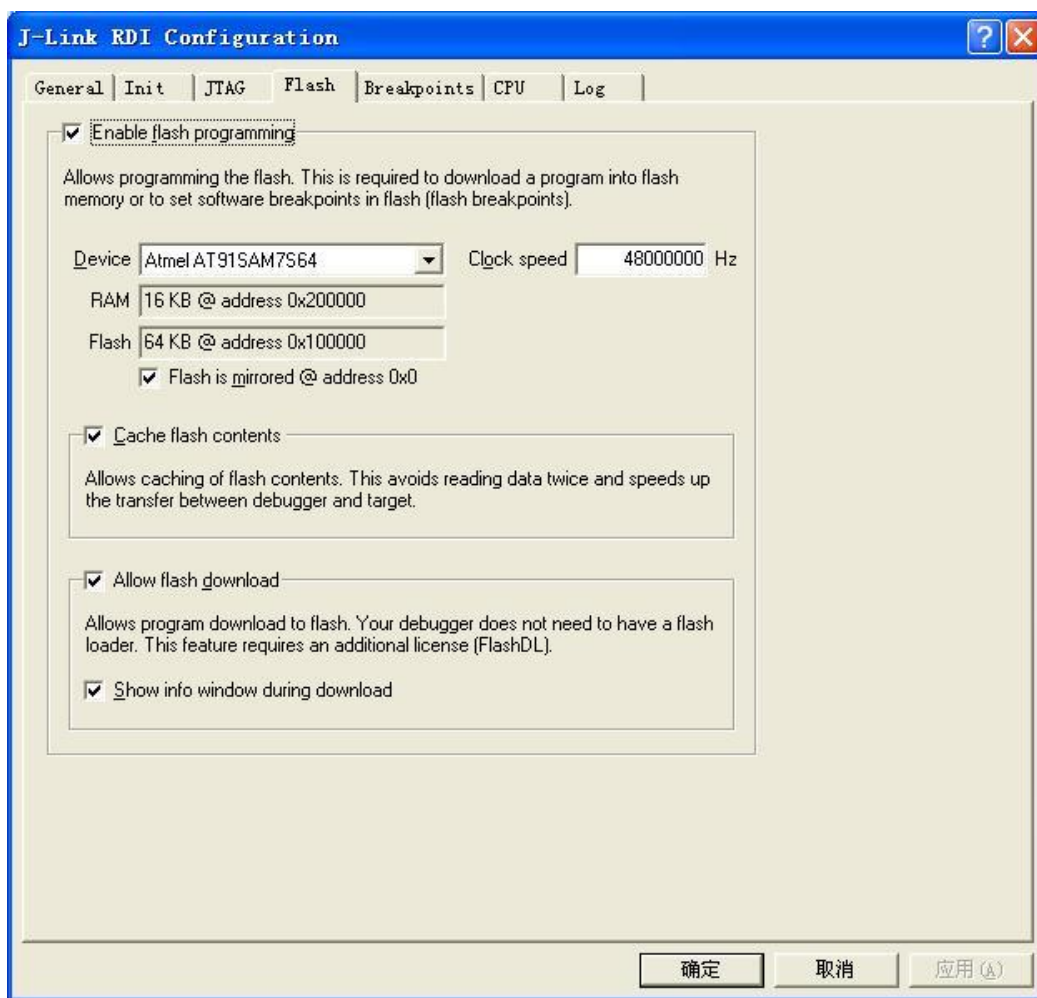 J-Link RDI Configuration
General Init JTAG Flash Breakpoints CPU Log
Enable flash programming
Allows programming the flash. This is required to download a program into flash
memory or to set software breakpoints in flash (flash breakpoints).
Device Atmel AT91SAM7S64 Clock speed 48000000 Hz
RAM 16 KB @ address 0x200000
Flash 64 KB @ address 0x100000
Flash is mirrored @ address 0x0
Cache flash contents
Allows caching of flash contents. This avoids reading data twice and speeds up
the transfer between debugger and target.
Allow flash download
Allows program download to flash. Your debugger does not need to have a flash
loader. This feature requires an additional license (FlashDL).
Show info window during download
确定 取消 应用(A)